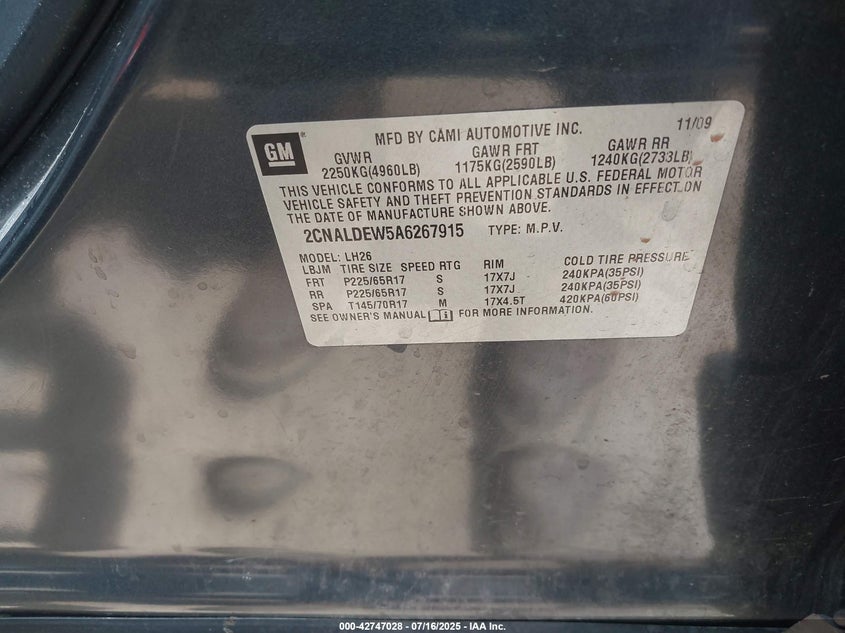 GM ®
MFD BY CAMI AUTOMOTIVE INC. 11/09
GVWR GAWR FRT GAWR RR
2250KG(4960LB) 1175KG(2590LB) 1240KG(2733LB)
THIS VEHICLE CONFORMS TO ALL APPLICABLE U.S. FEDERAL MOTOR
VEHICLE SAFETY AND THEFT PREVENTION STANDARDS IN EFFECT ON
THE DATE OF MANUFACTURE SHOWN ABOVE.
2CNALDEW5A6267915 TYPE: M.P.V.
MODEL: LH26
LBJM TIRE SIZE SPEED RTG RIM COLD TIRE PRESSURE
FRT P225/65R17 S 17X7J 240KPA(35PSI)
RR P225/65R17 S 17X7J 240KPA(35PSI)
SPA T145/70R17 M 17X4.5T 420KPA(60PSI)
SEE OWNER'S MANUAL FOR MORE INFORMATION.
000-42747028 - 07/16/2025 - IAA Inc.